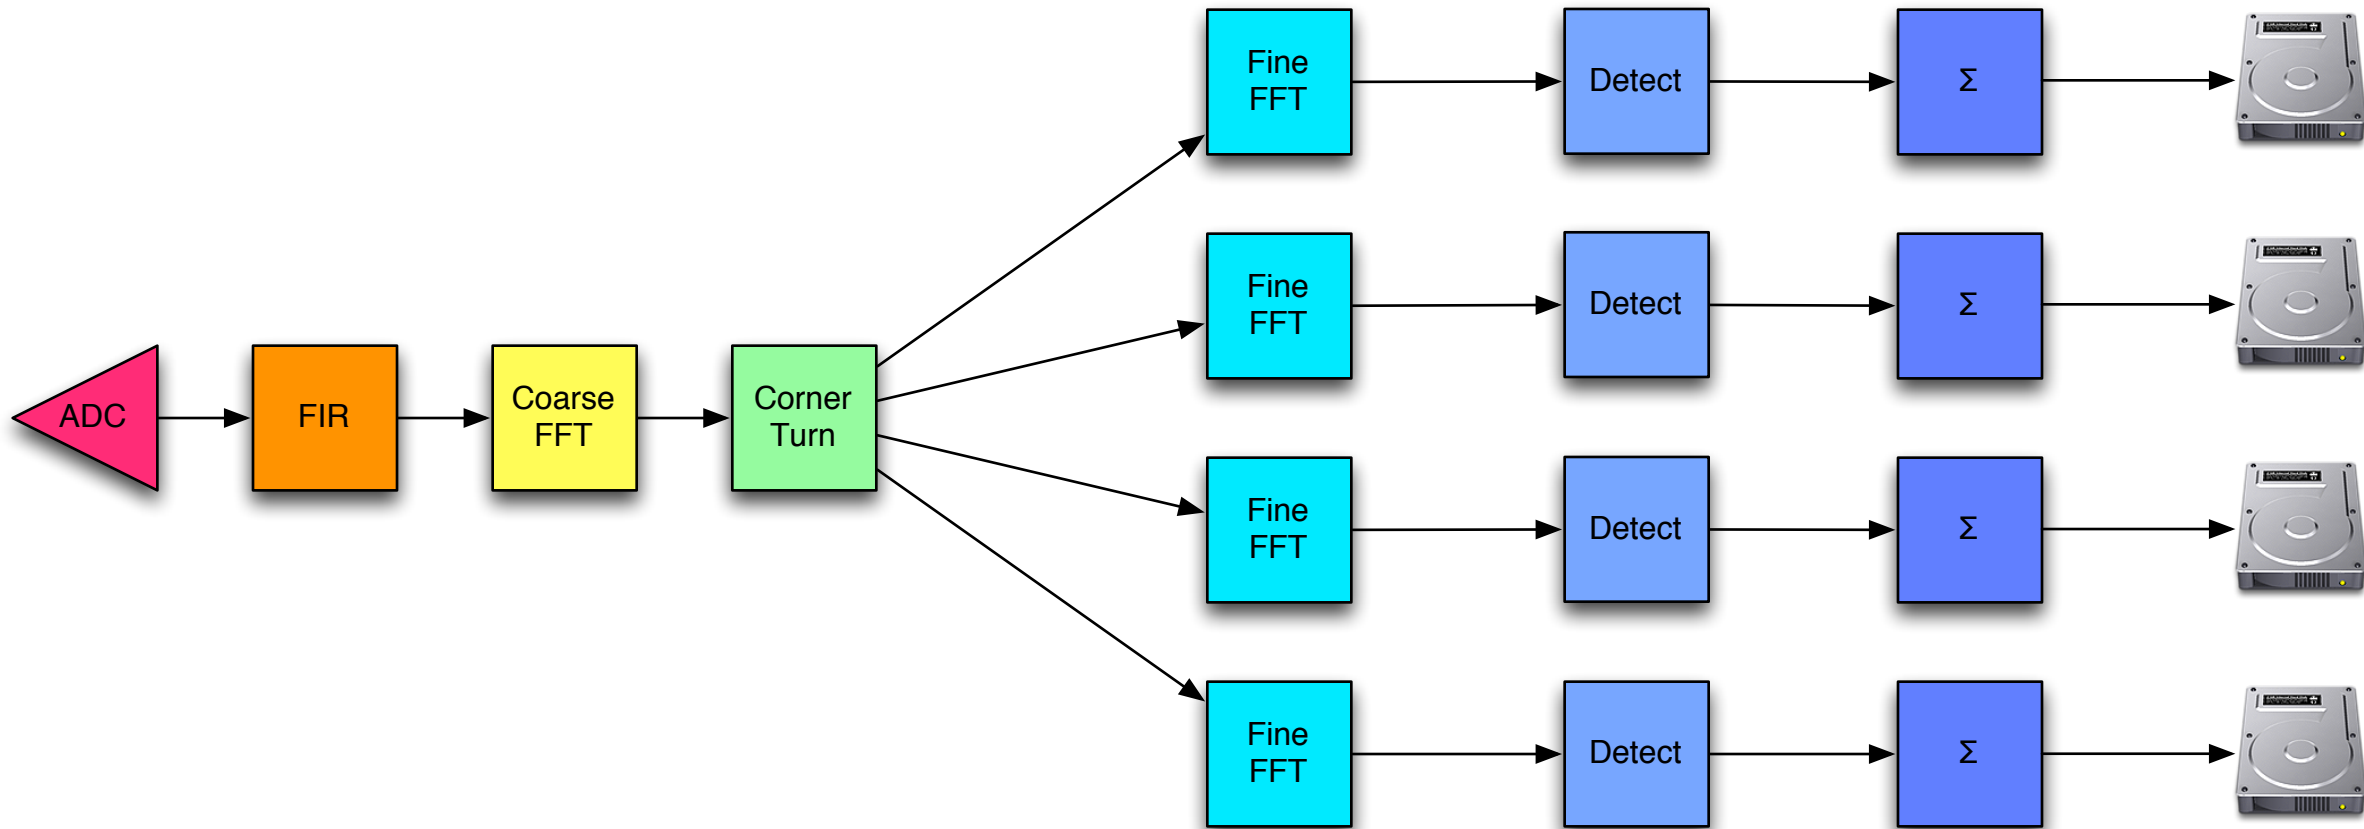 ADC
FIR
Coarse
FFT
Corner
Turn
Fine
FFT
Detect
Σ
Fine
FFT
Detect
Σ
Fine
FFT
Detect
Σ
Fine
FFT
Detect
Σ